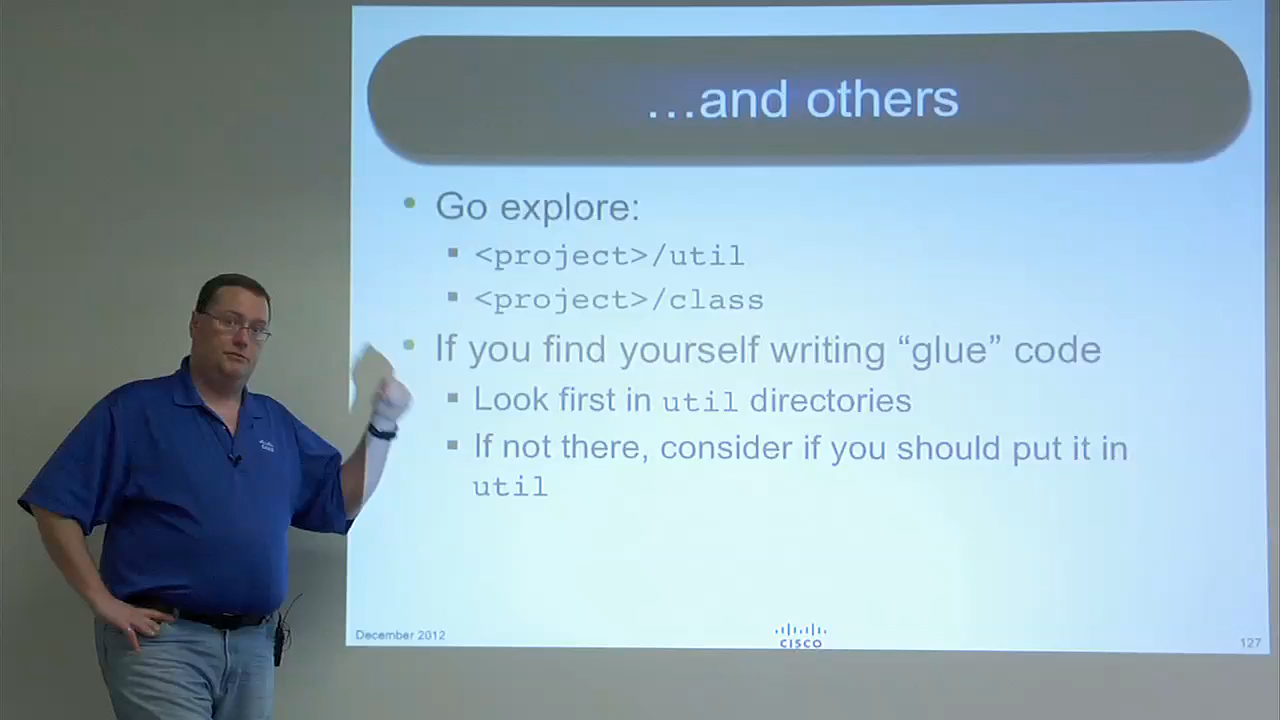 …and others
• Go explore:
▪ <project>/util
▪ <project>/class
• If you find yourself writing “glue” code
▪ Look first in util directories
▪ If not there, consider if you should put it in
util
December 2012
CISCO
127